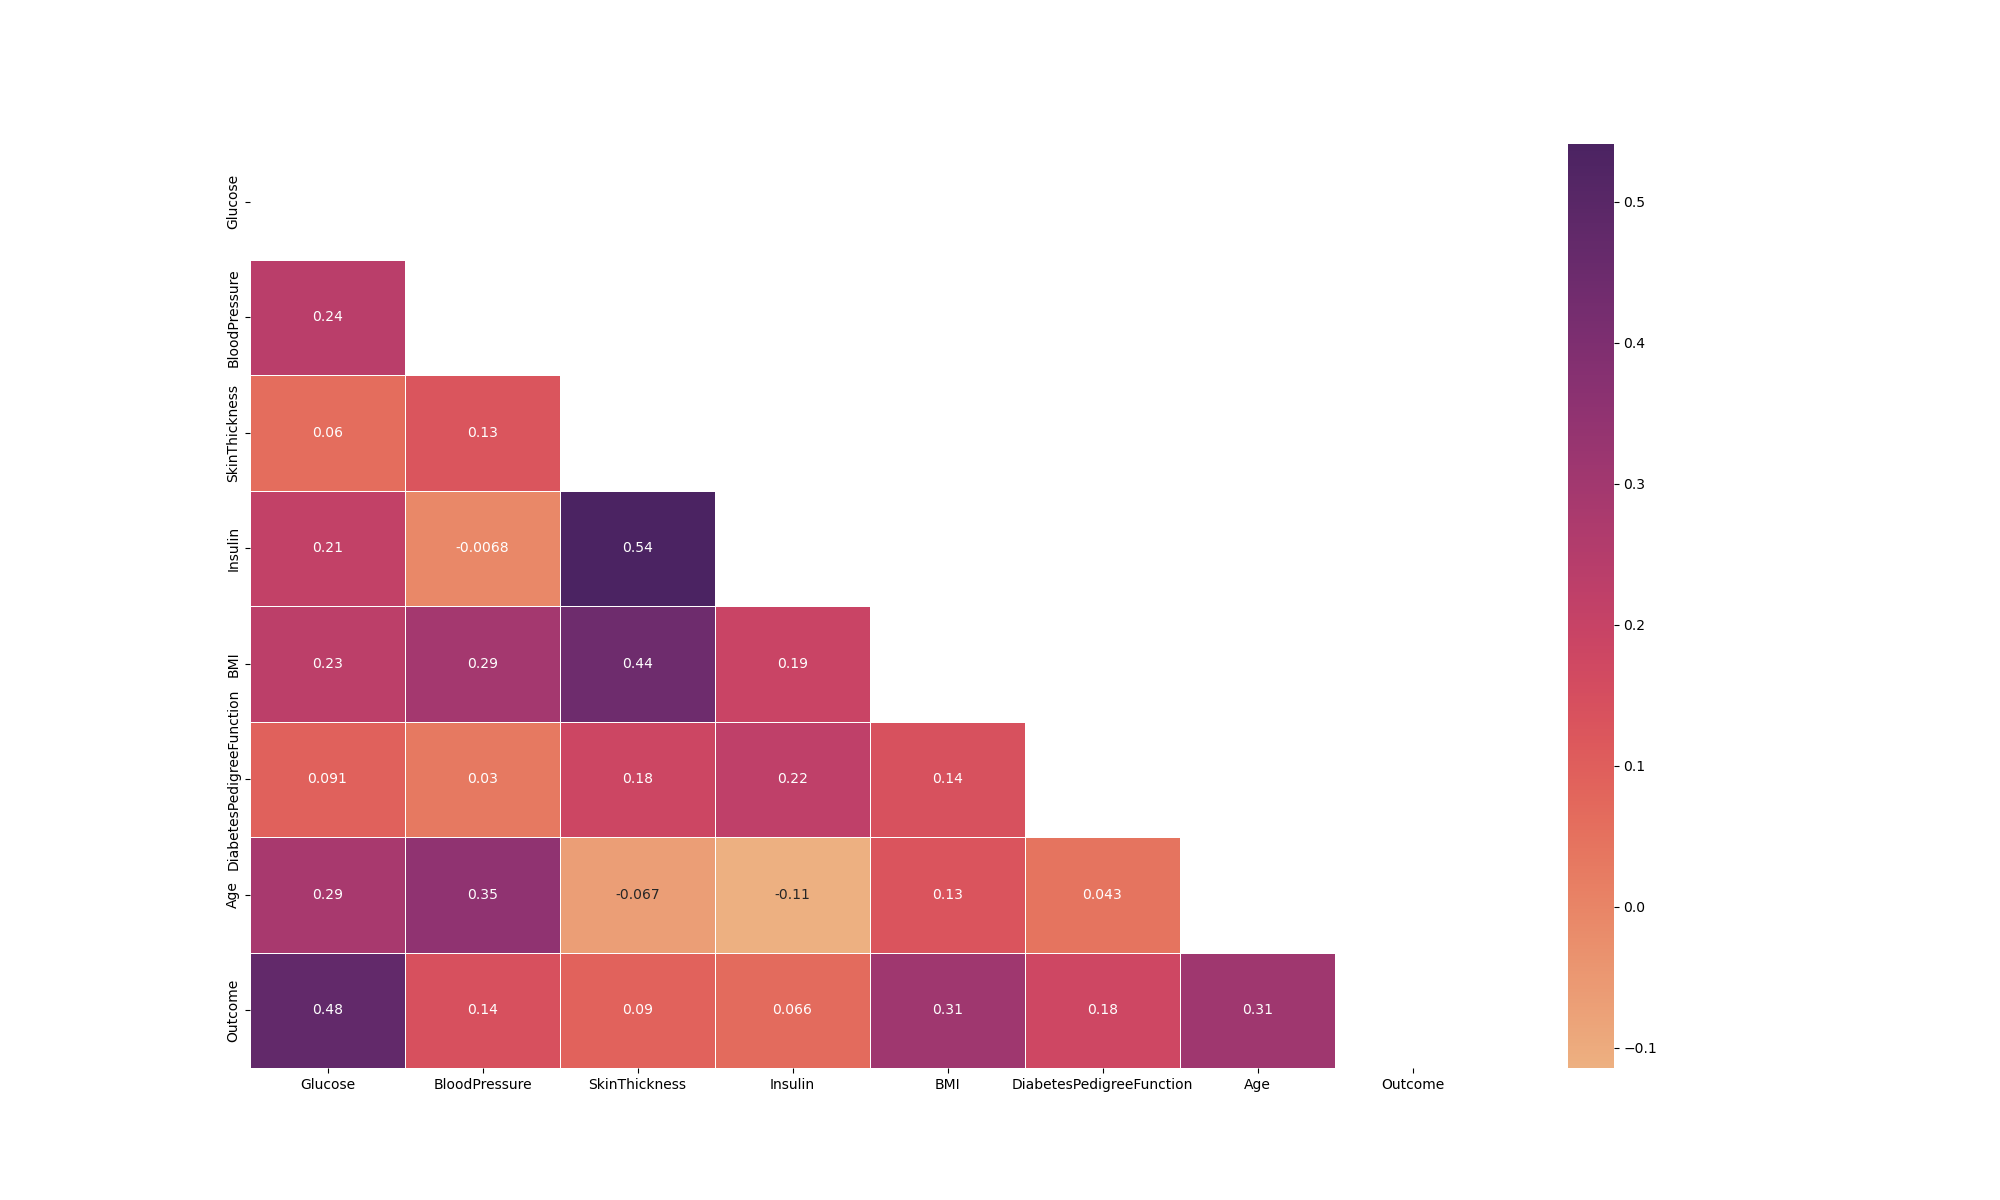 Glucose
BloodPressure 0.24
SkinThickness 0.06 0.13
Insulin 0.21 -0.0068 0.54
BMI 0.23 0.29 0.44 0.19
DiabetesPedigreeFunction 0.091 0.03 0.18 0.22 0.14
Age 0.29 0.35 -0.067 -0.11 0.13 0.043
Outcome 0.48 0.14 0.09 0.066 0.31 0.18 0.31
Glucose BloodPressure SkinThickness Insulin BMI DiabetesPedigreeFunction Age Outcome
0.5
0.4
0.3
0.2
0.1
0.0
−0.1